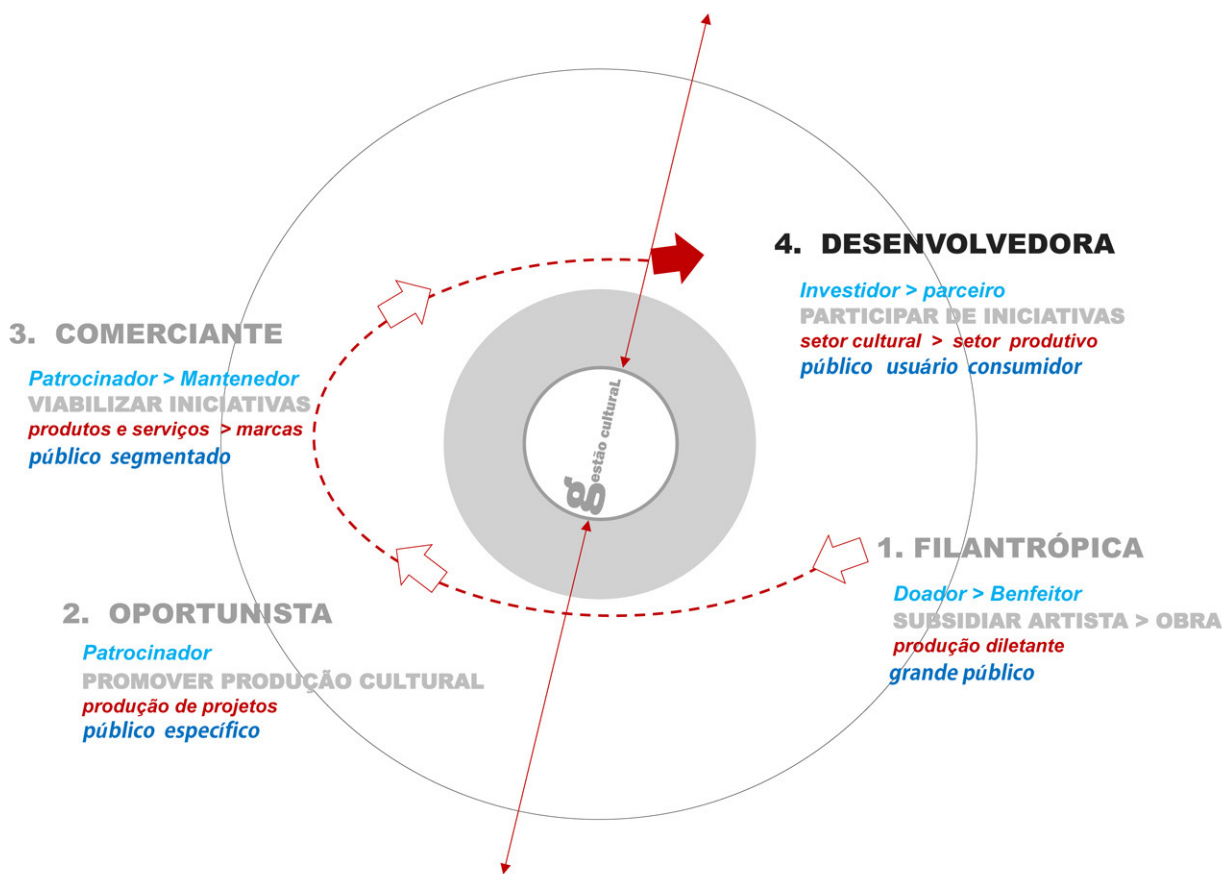 4. DESENVOLVEDORA
Investidor > parceiro
PARTICIPAR DE INICIATIVAS
setor cultural > setor produtivo
público usuário consumidor
3. COMERCIANTE
Patrocinador > Mantenedor
VIABILIZAR INICIATIVAS
produtos e serviços > marcas
público segmentado
gestão culturaL
1. FILANTRÓPICA
Doador > Benfeitor
SUBSIDIAR ARTISTA > OBRA
produção diletante
grande público
2. OPORTUNISTA
Patrocinador
PROMOVER PRODUÇÃO CULTURAL
produção de projetos
público específico